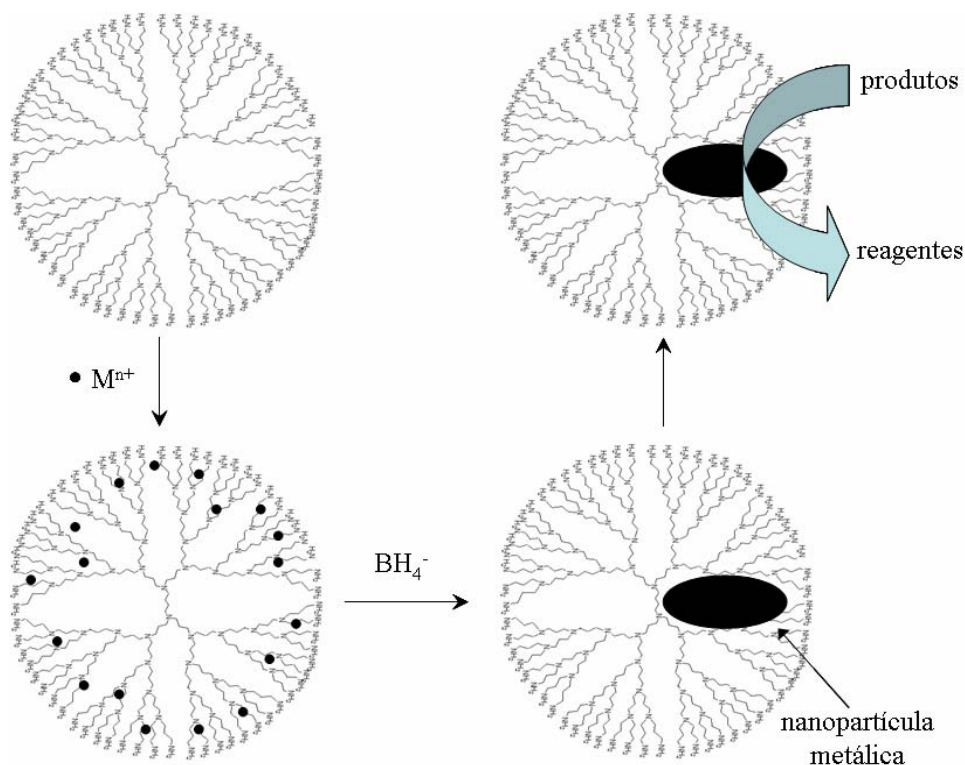 produtos
reagentes
• Mⁿ⁺
BH₄⁻
nanopartícula
metálica